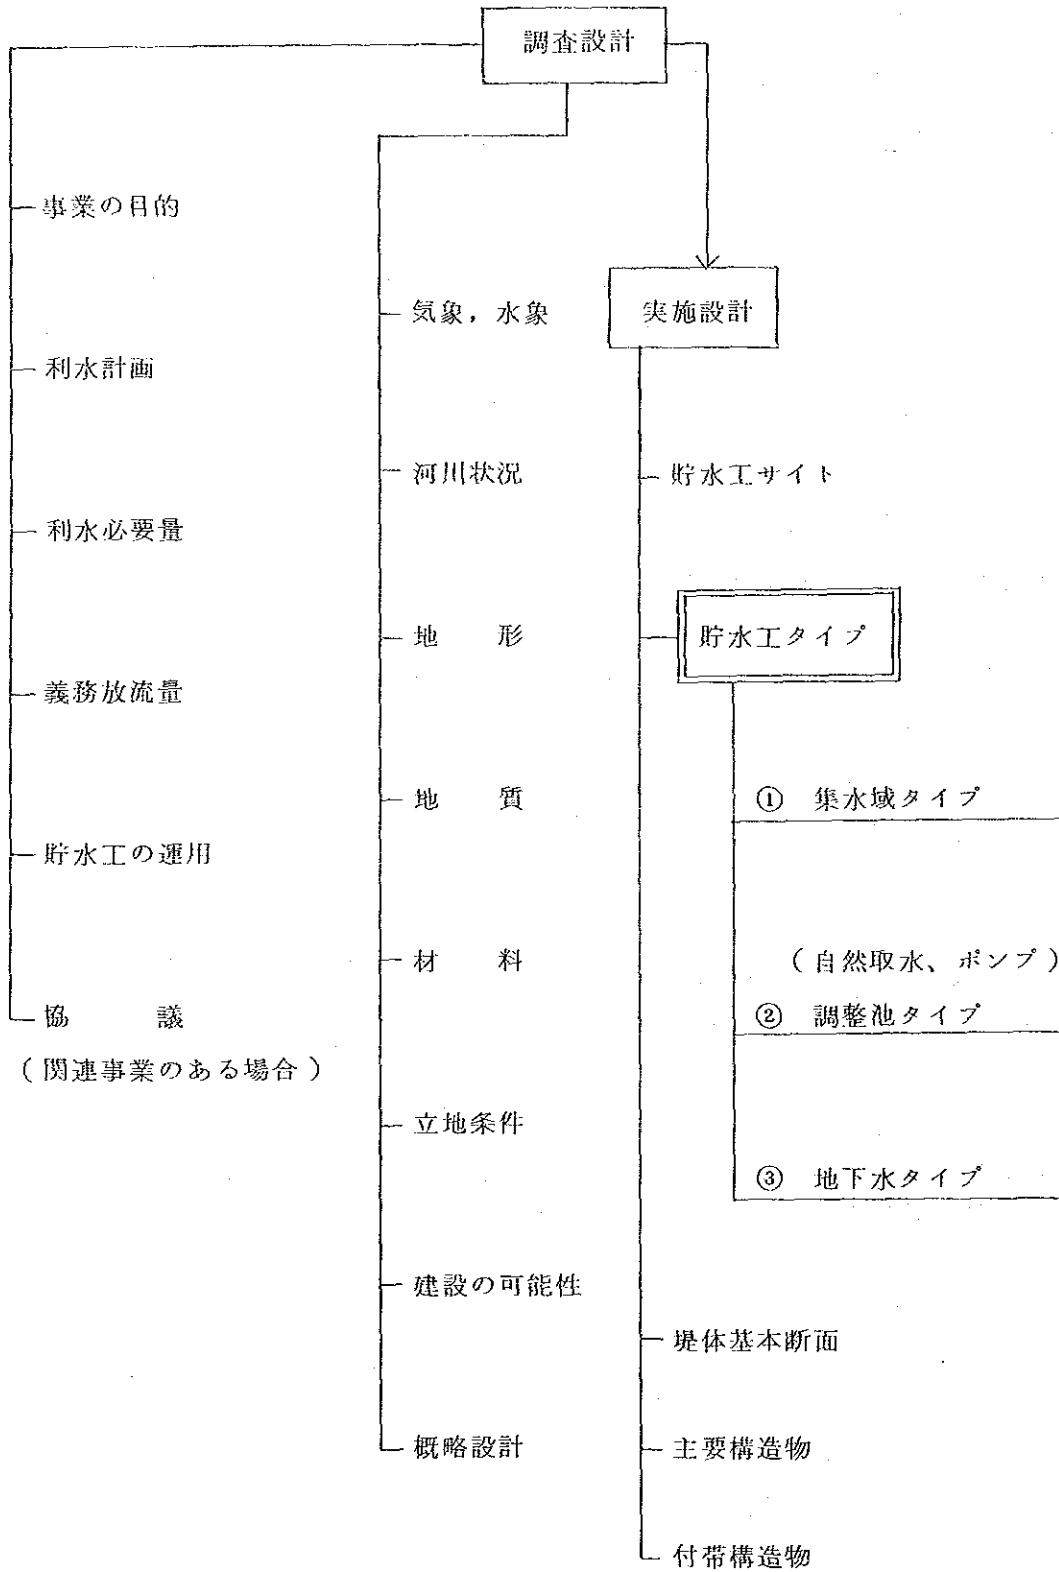 調査設計
事業の目的
利水計画
利水必要量
義務放流量
貯水工の運用
協　　議
(関連事業のある場合)
気象，水象
河川状況
地　　形
地　　質
材　　料
立地条件
建設の可能性
概略設計
実施設計
貯水工サイト
貯水工タイプ
① 集水域タイプ
(自然取水、ポンプ)
② 調整池タイプ
③ 地下水タイプ
堤体基本断面
主要構造物
付帯構造物